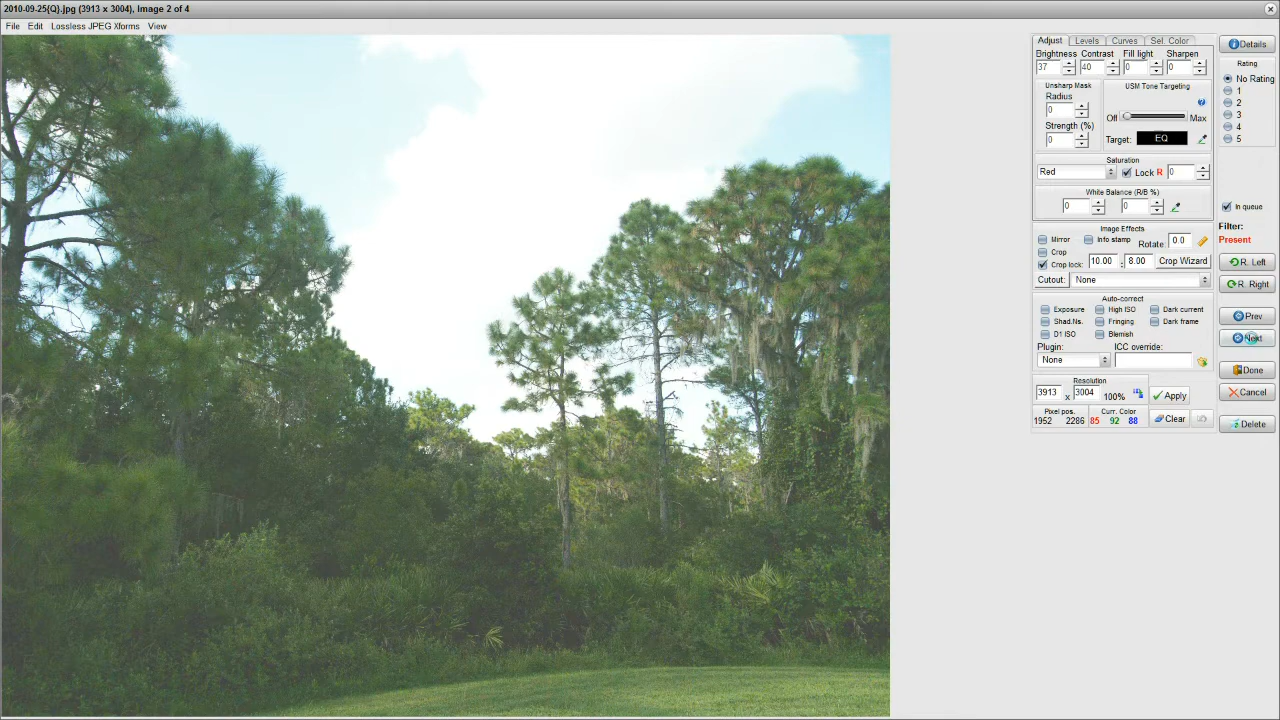 2010-09-25{Q}.jpg (3913 x 3004), Image 2 of 4
File Edit Lossless JPEG Xforms View
Adjust Levels Curves Sel. Color
Brightness Contrast Fill light Sharpen
37 40 0 0
Unsharp Mask
Radius
0
Strength (%)
0
USM Tone Targeting
Off Max
Target: EQ
Saturation
Red Lock R 0
White Balance (R/B %)
0 0
Image Effects
Mirror Info stamp Rotate: 0.0
Crop
Crop lock: 10.00 : 8.00 Crop Wizard
Cutout: None
Auto-correct
Exposure High ISO Dark current
Shad.Ns. Fringing Dark frame
D1 ISO Blemish
Plugin: ICC override:
None
Resolution
3913 x 3004 100% Apply
Pixel pos. Curr. Color
1952 2286 85 92 88 Clear
Details
Rating
No Rating
1
2
3
4
5
In queue
Filter:
Present
R. Left
R. Right
Prev
Next
Done
Cancel
Delete